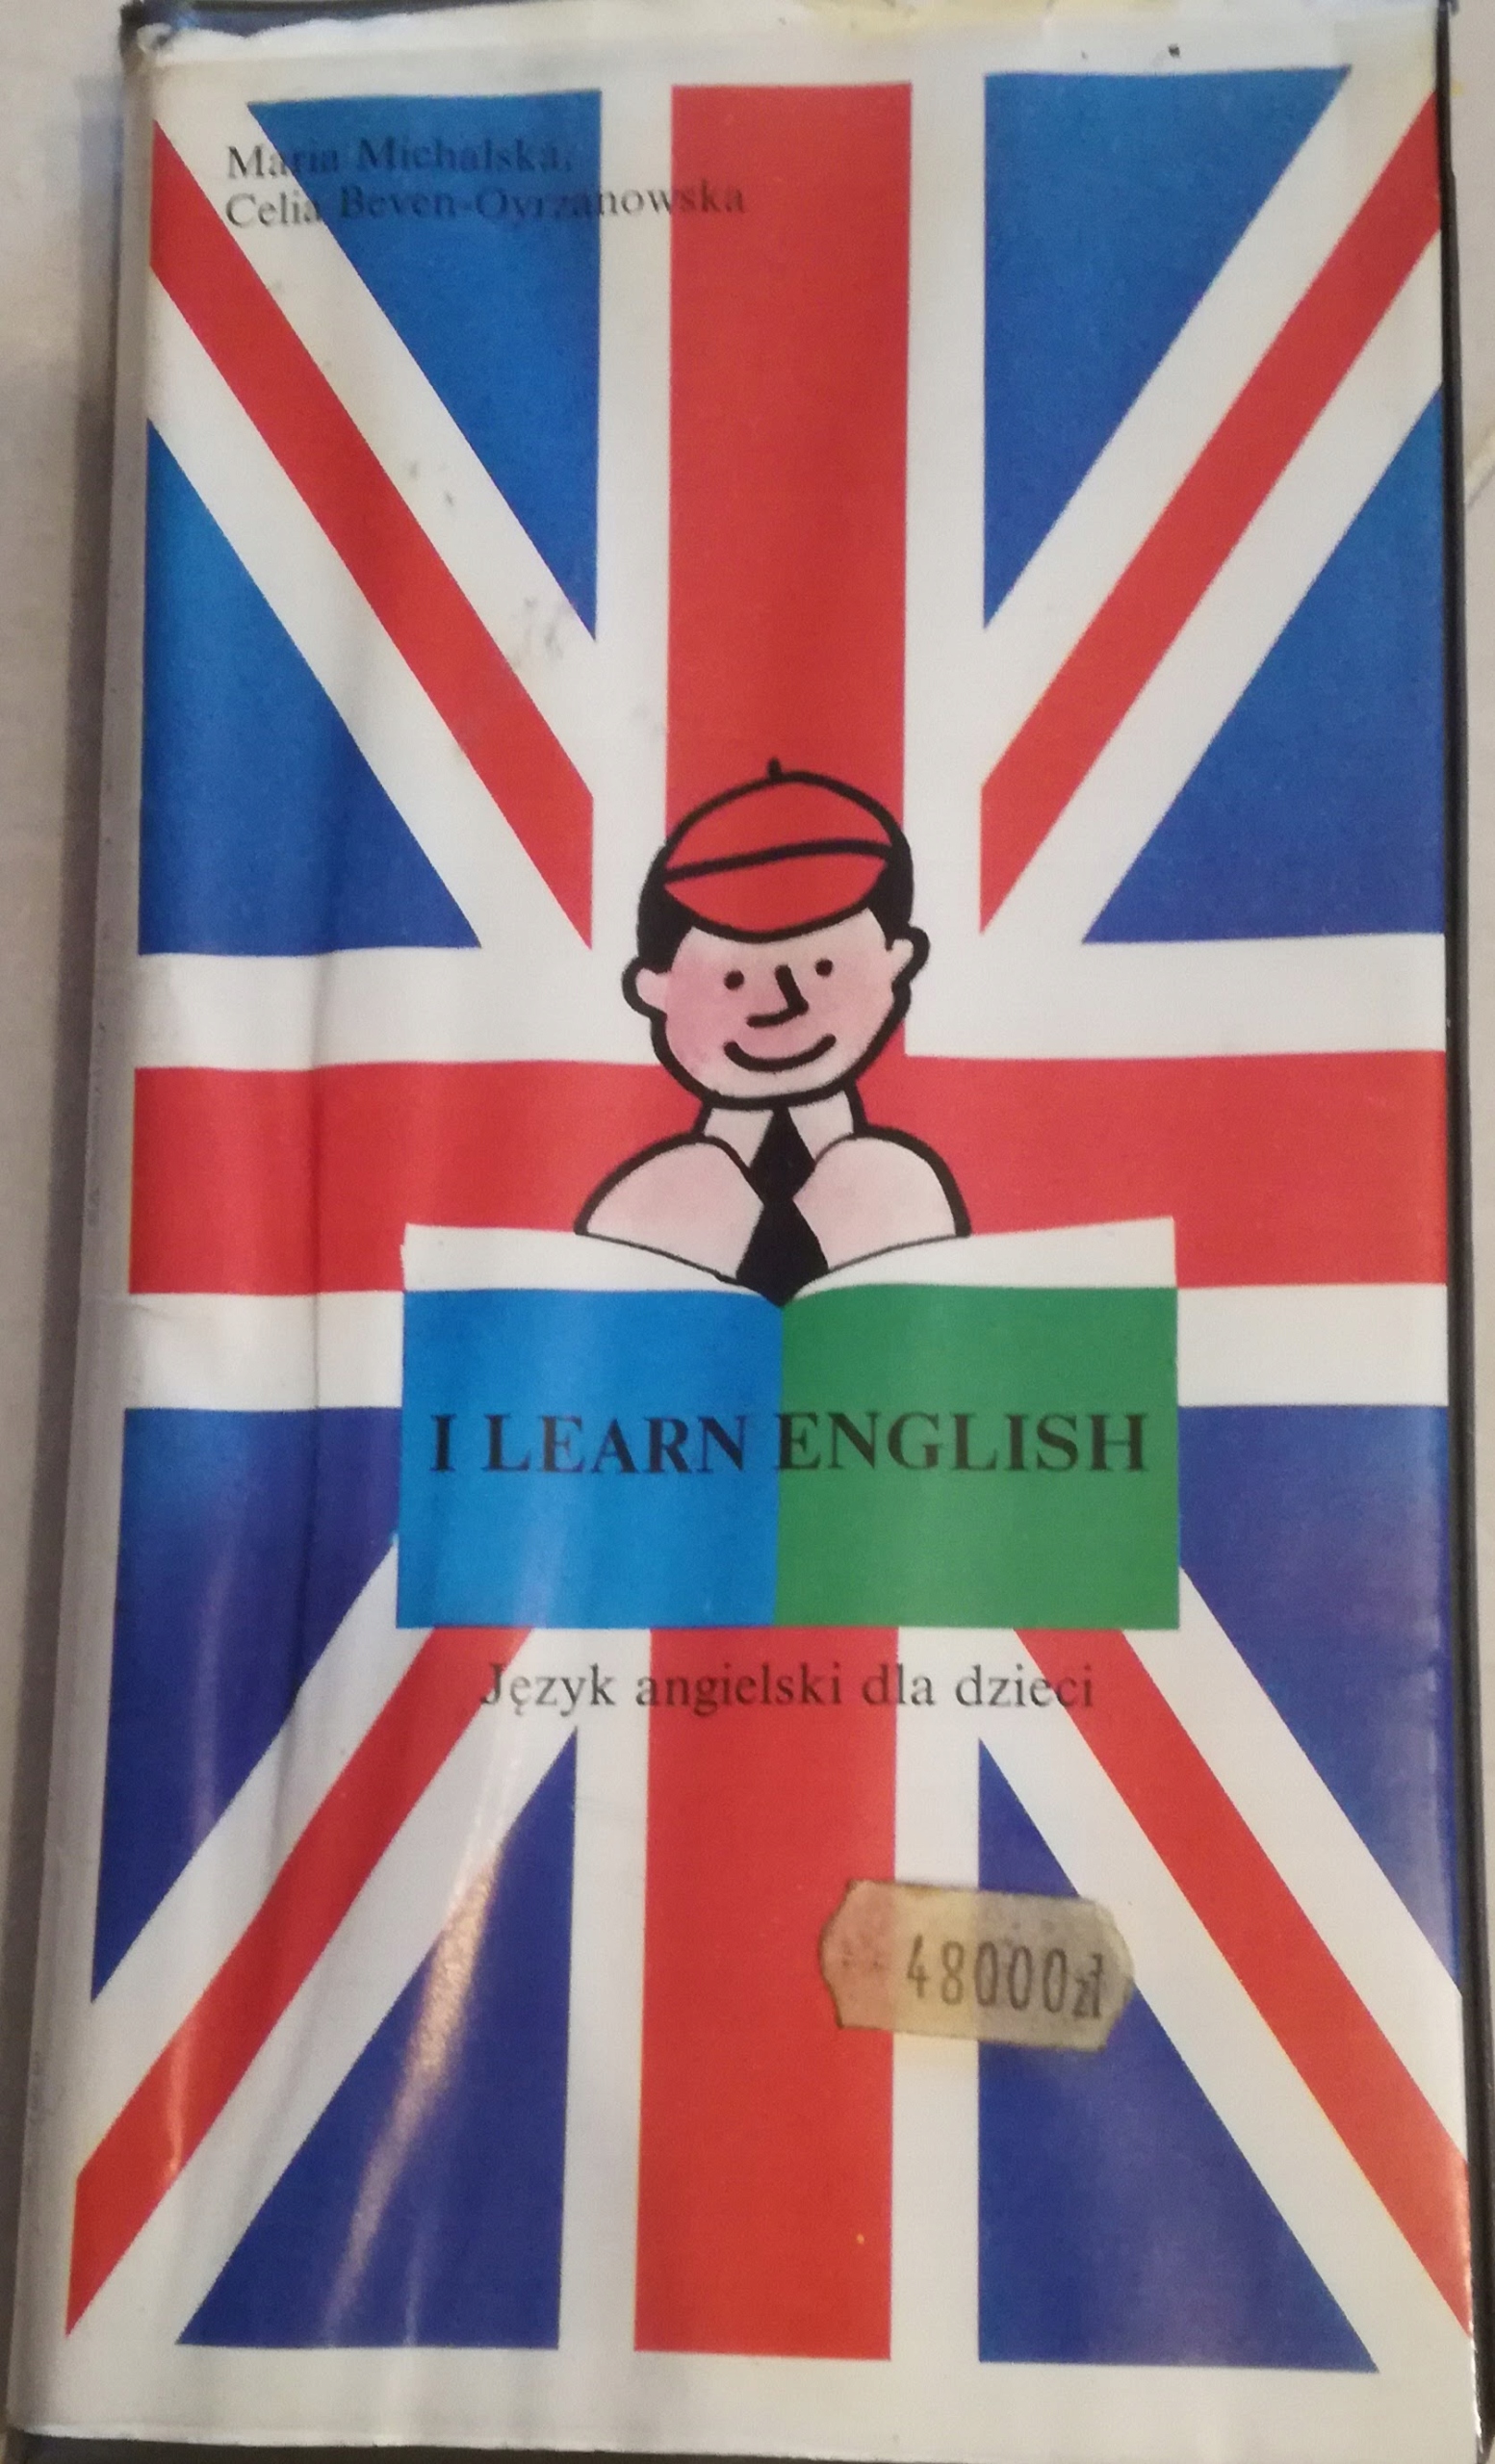 Maria Michalska,
Celia Beven-Oyrzanowska
I LEARN ENGLISH
Język angielski dla dzieci
48000zł